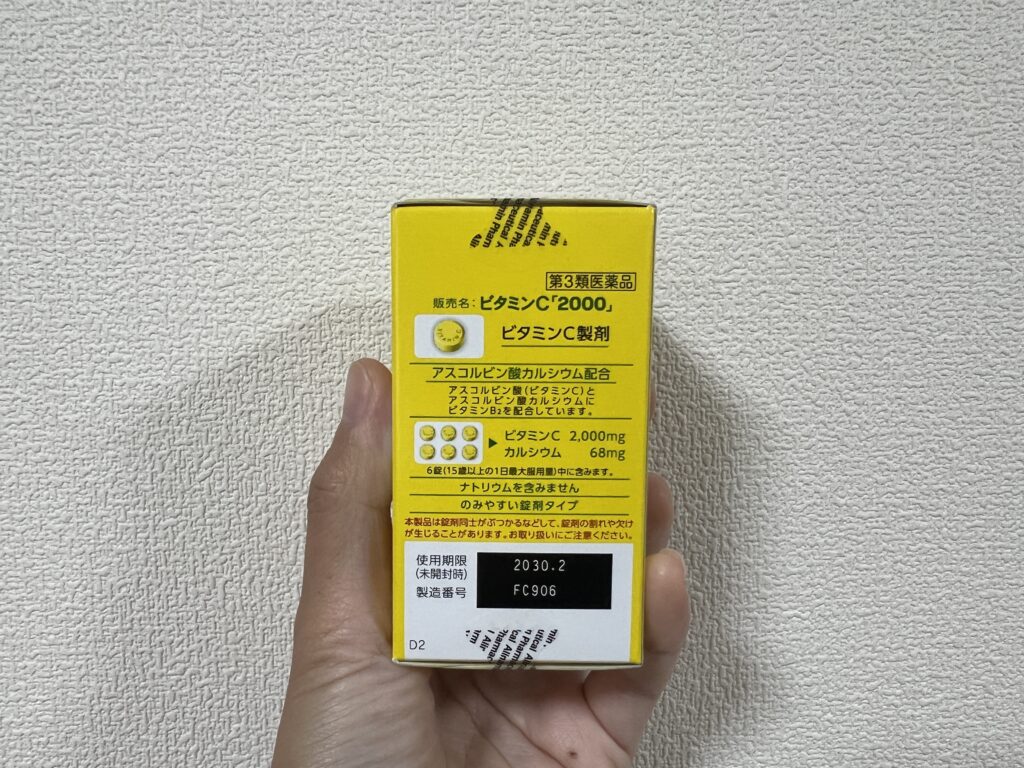 第3類医薬品
販売名：ビタミンC「2000」
ビタミンC製剤
アスコルビン酸カルシウム配合
アスコルビン酸（ビタミンC）と
アスコルビン酸カルシウムに
ビタミンB2を配合しています。
ビタミンC 2,000mg
カルシウム 68mg
6錠（15歳以上の1日最大服用量）中に含みます。
ナトリウムを含みません
のみやすい錠剤タイプ
本製品は錠剤同士がぶつかるなどして、錠剤の割れや欠け
が生じることがあります。お取り扱いにご注意ください。
使用期限
（未開封時）
2030.2
製造番号
FC906
D2